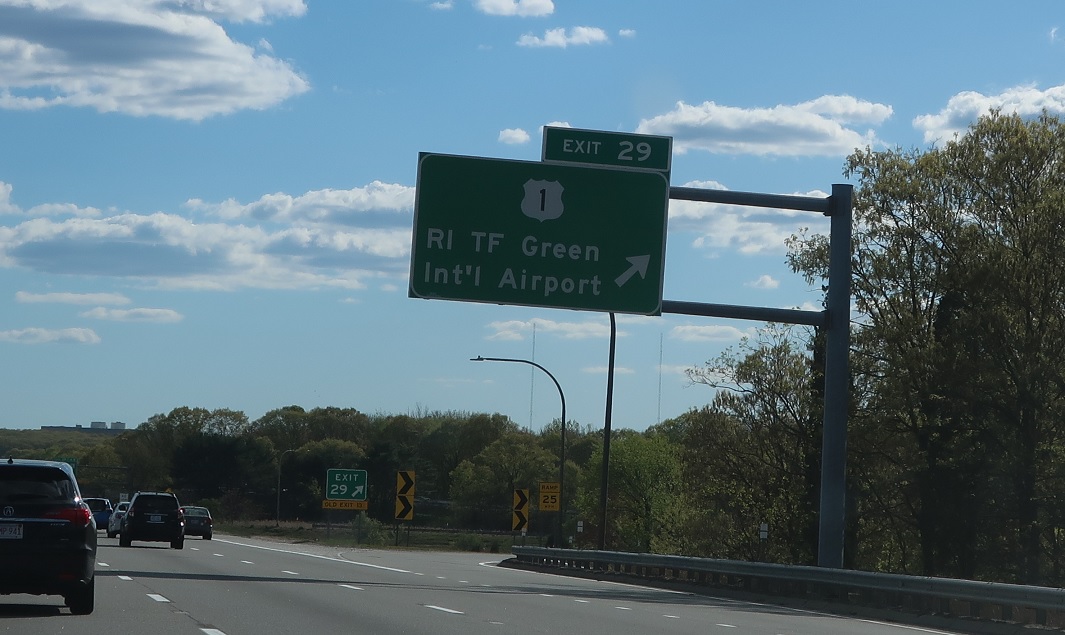 EXIT 29
1
RI TF Green
Int'l Airport
EXIT
29
OLD EXIT 13
RAMP
25